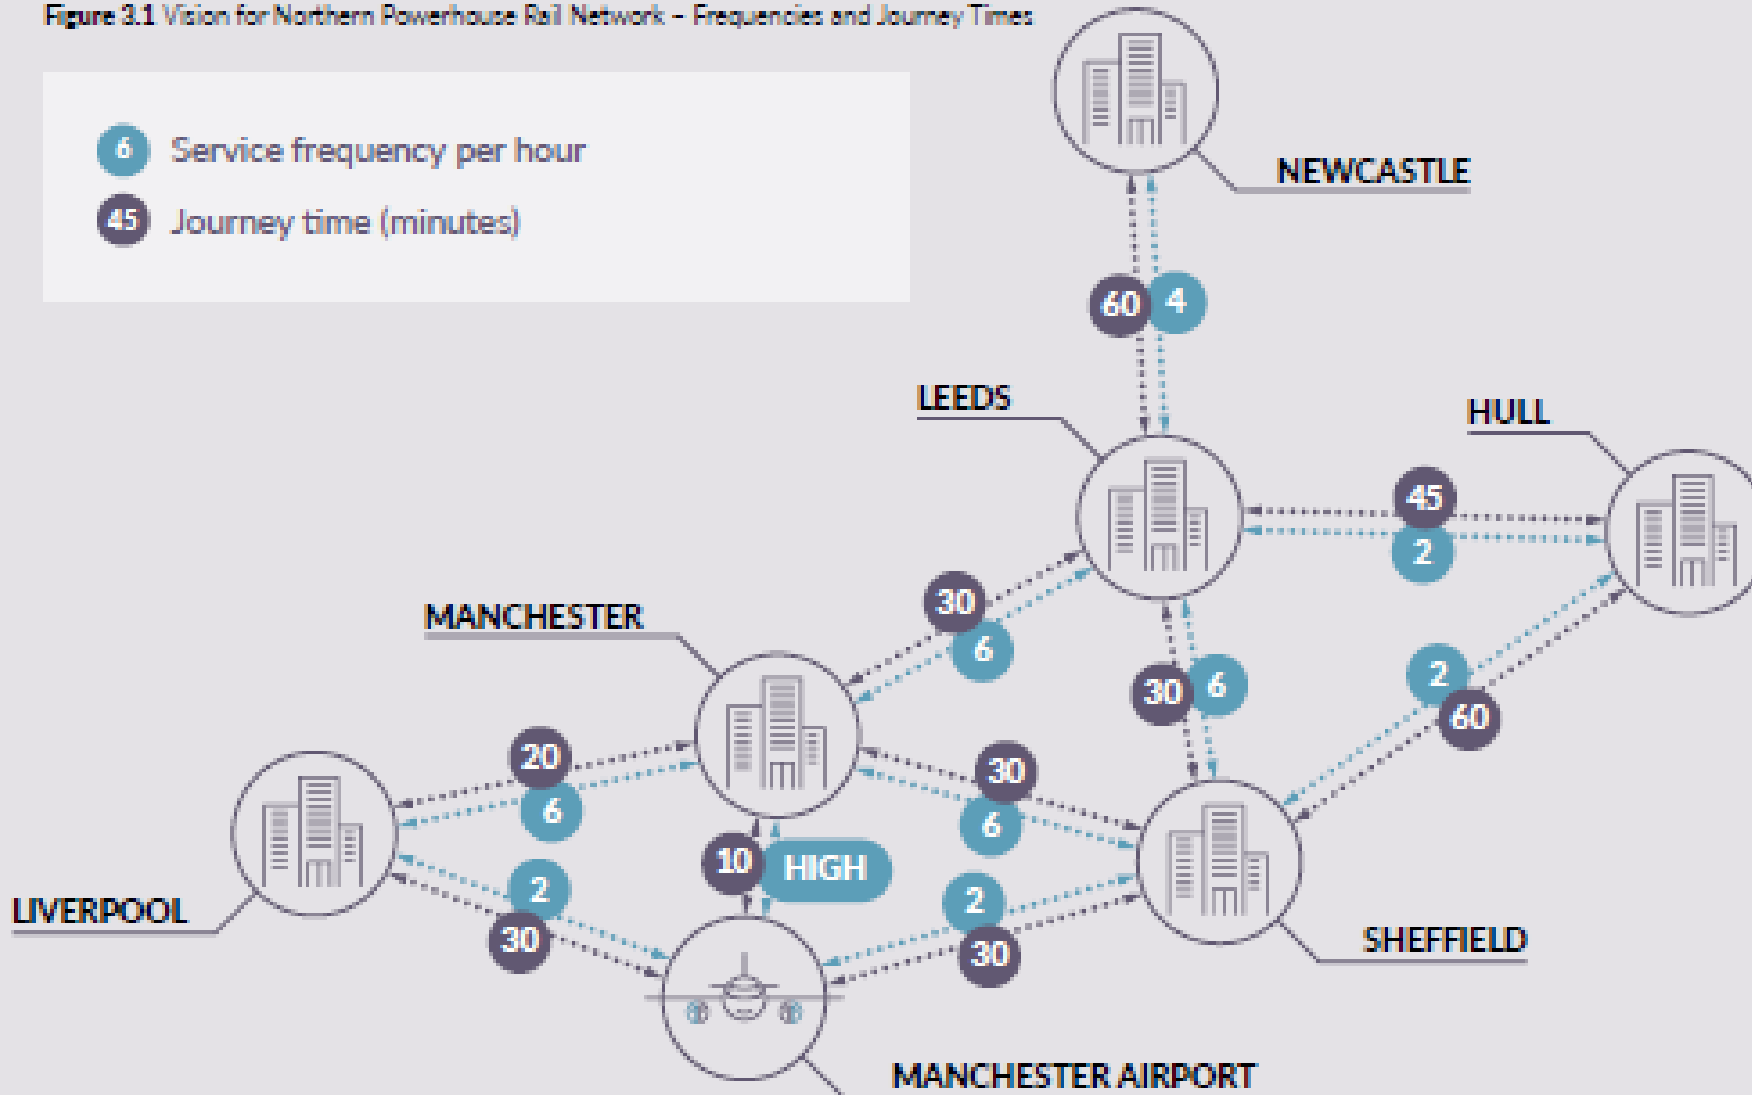 Figure 3.1 Vision for Northern Powerhouse Rail Network – Frequencies and Journey Times
6 Service frequency per hour
45 Journey time (minutes)
NEWCASTLE
60 4
LEEDS
HULL
45
2
30
6
MANCHESTER
30 6
2
60
20
6
30
6
10 HIGH
2
30
2
30
LIVERPOOL
SHEFFIELD
MANCHESTER AIRPORT